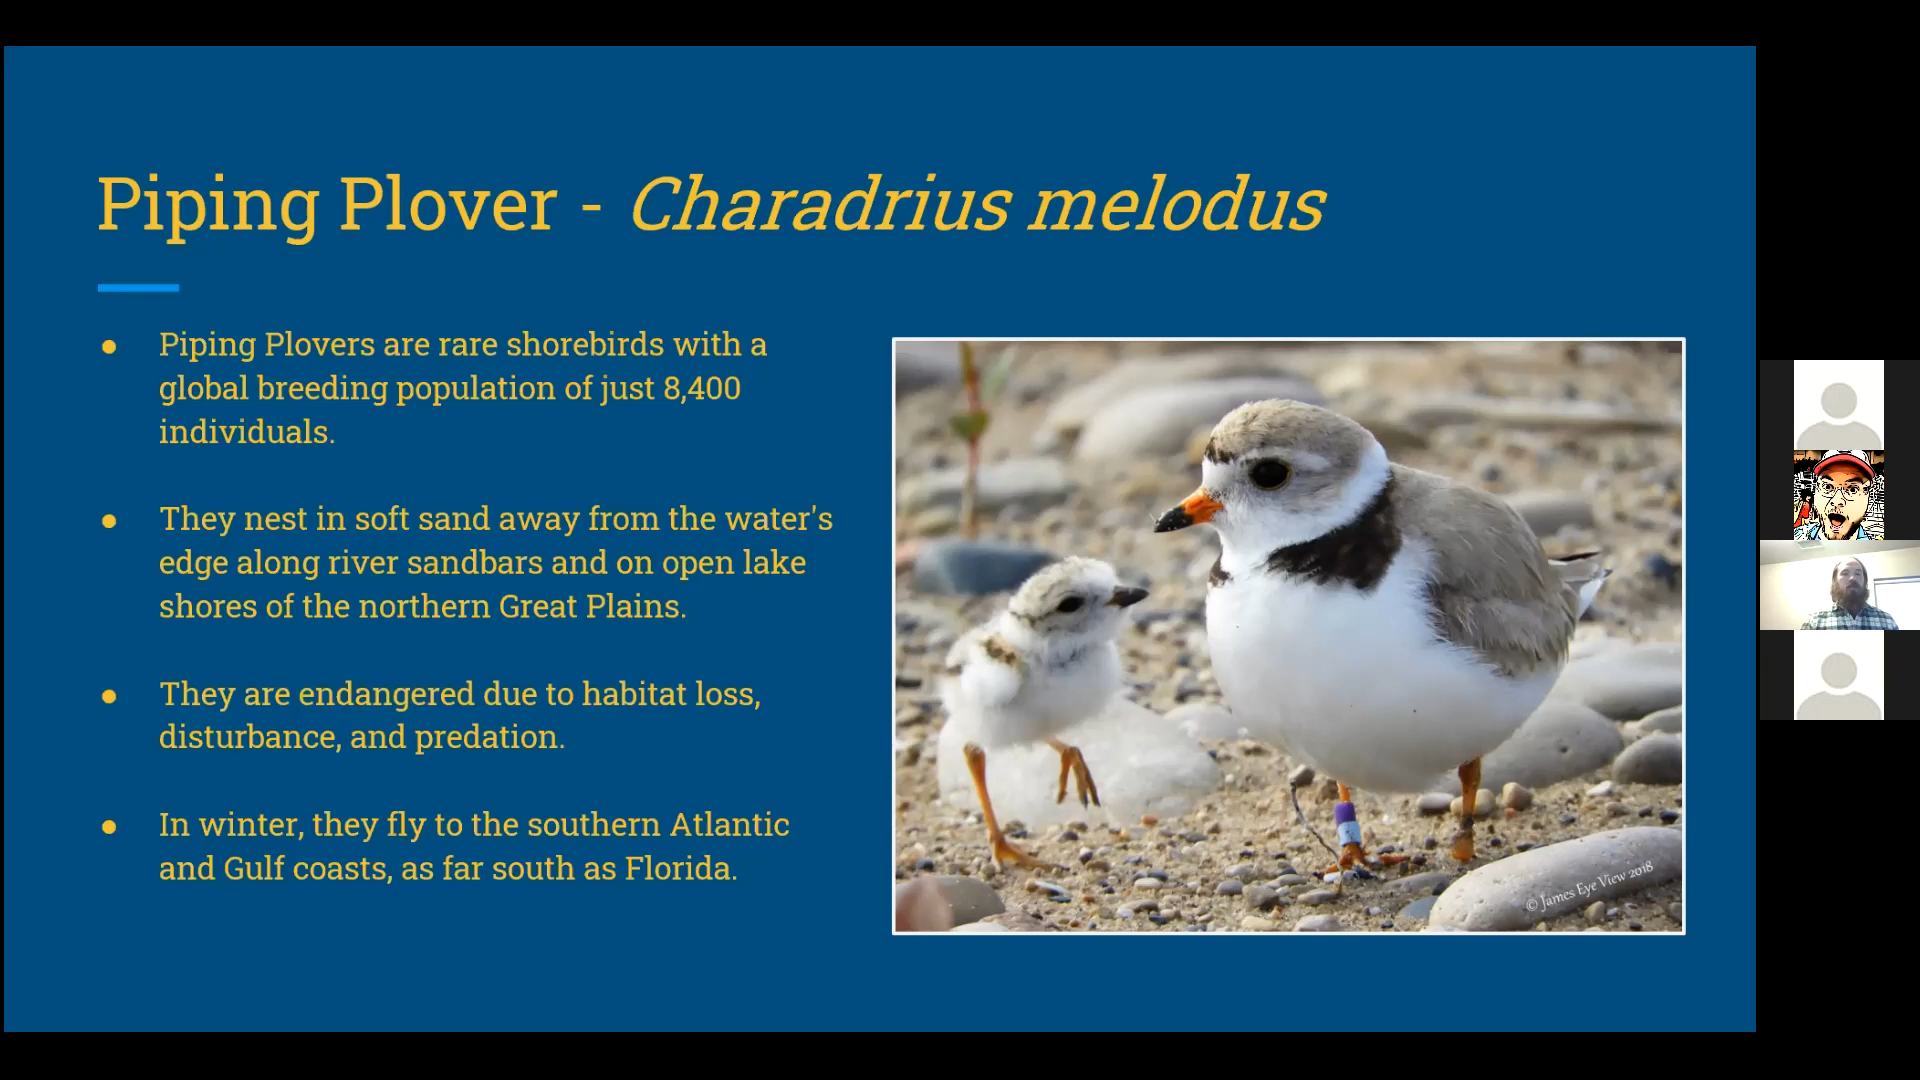 Piping Plover - Charadrius melodus
● Piping Plovers are rare shorebirds with a
global breeding population of just 8,400
individuals.
● They nest in soft sand away from the water's
edge along river sandbars and on open lake
shores of the northern Great Plains.
● They are endangered due to habitat loss,
disturbance, and predation.
● In winter, they fly to the southern Atlantic
and Gulf coasts, as far south as Florida.
© James Eye View 2018